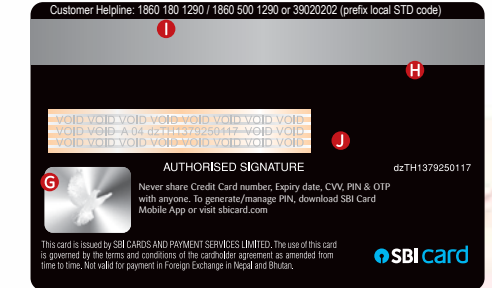 Customer Helpline: 1860 180 1290 / 1860 500 1290 or 39020202 (prefix local STD code)
I
H
VOID VOID VOID VOID VOID VOID VOID
VOID VOID A 04 dzTH1379250117 VOID VOID
VOID VOID VOID VOID VOID VOID VOID
J
AUTHORISED SIGNATURE
dzTH1379250117
G
Never share Credit Card number, Expiry date, CVV, PIN & OTP
with anyone. To generate/manage PIN, download SBI Card
Mobile App or visit sbicard.com
This card is issued by SBI CARDS AND PAYMENT SERVICES LIMITED. The use of this card
is governed by the terms and conditions of the cardholder agreement as amended from
time to time. Not valid for payment in Foreign Exchange in Nepal and Bhutan.
SBI card